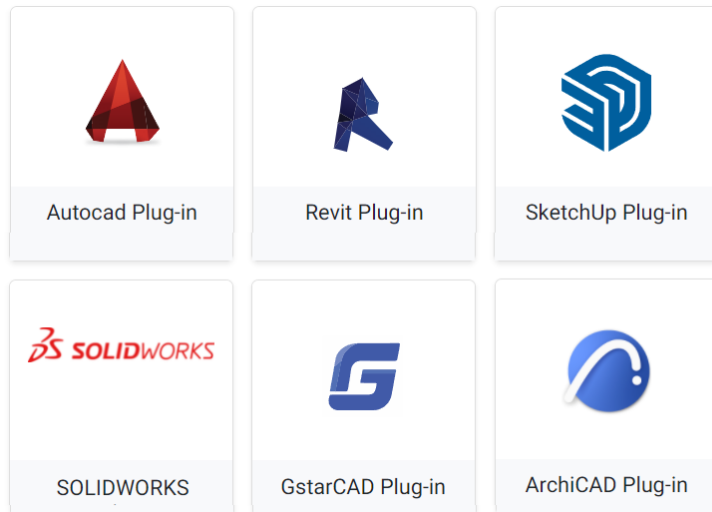 Autocad Plug-in
Revit Plug-in
SketchUp Plug-in
SOLIDWORKS
SOLIDWORKS
GstarCAD Plug-in
ArchiCAD Plug-in